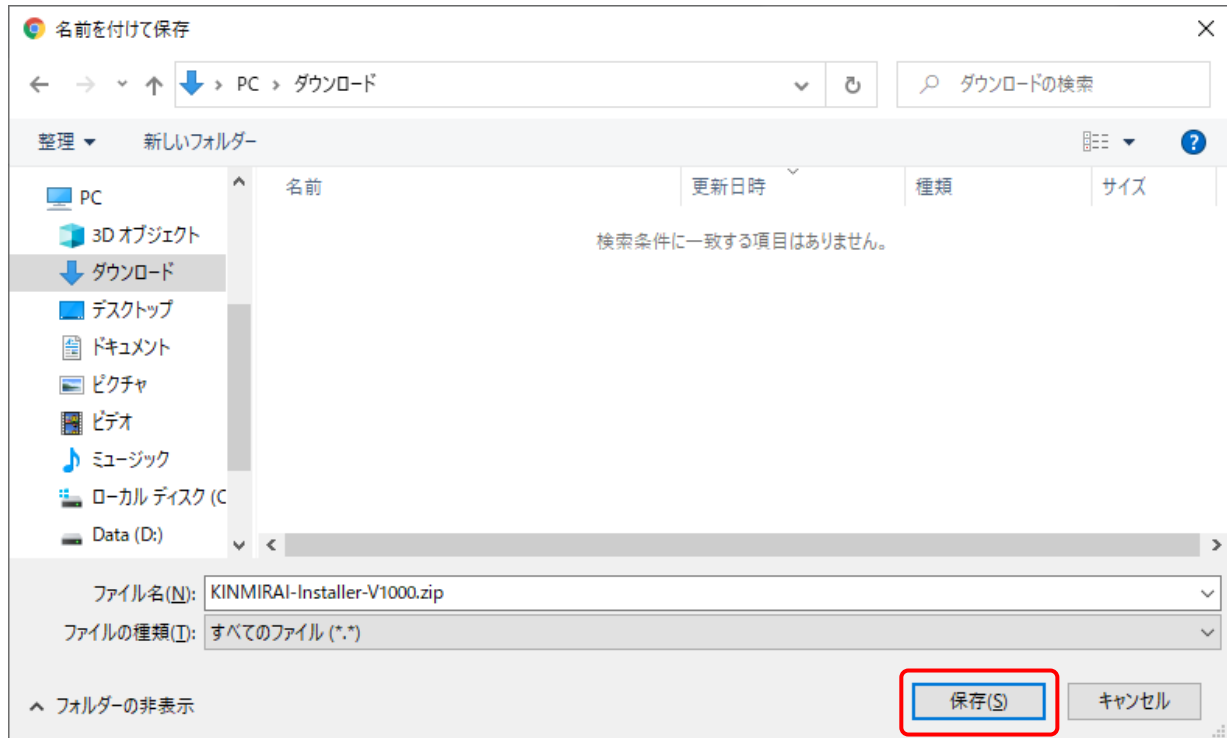 名前を付けて保存
PC › ダウンロード
ダウンロードの検索
整理
新しいフォルダー
名前 更新日時 種類 サイズ
検索条件に一致する項目はありません。
PC
3D オブジェクト
ダウンロード
デスクトップ
ドキュメント
ピクチャ
ビデオ
ミュージック
ローカル ディスク (C
Data (D:)
ファイル名(N): KINMIRAI-Installer-V1000.zip
ファイルの種類(T): すべてのファイル (*.*)
フォルダーの非表示
保存(S) キャンセル